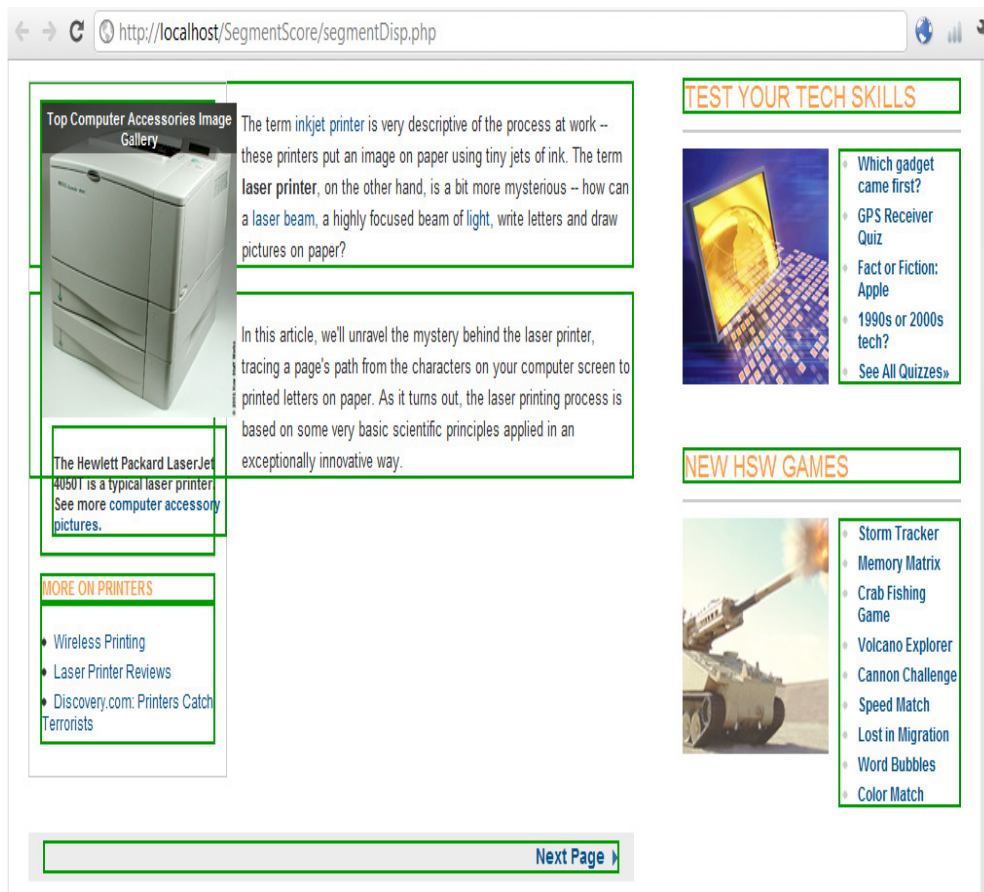 http://localhost/SegmentScore/segmentDisp.php
Top Computer Accessories Image
Gallery
The term inkjet printer is very descriptive of the process at work --
these printers put an image on paper using tiny jets of ink. The term
laser printer, on the other hand, is a bit more mysterious -- how can
a laser beam, a highly focused beam of light, write letters and draw
pictures on paper?
In this article, we'll unravel the mystery behind the laser printer,
tracing a page's path from the characters on your computer screen to
printed letters on paper. As it turns out, the laser printing process is
based on some very basic scientific principles applied in an
exceptionally innovative way.
The Hewlett Packard LaserJet
4050T is a typical laser printer.
See more computer accessory
pictures.
MORE ON PRINTERS
• Wireless Printing
• Laser Printer Reviews
• Discovery.com: Printers Catch
Terrorists
Next Page
TEST YOUR TECH SKILLS
• Which gadget
came first?
• GPS Receiver
Quiz
• Fact or Fiction:
Apple
• 1990s or 2000s
tech?
• See All Quizzes»
NEW HSW GAMES
• Storm Tracker
• Memory Matrix
• Crab Fishing
Game
• Volcano Explorer
• Cannon Challenge
• Speed Match
• Lost in Migration
• Word Bubbles
• Color Match